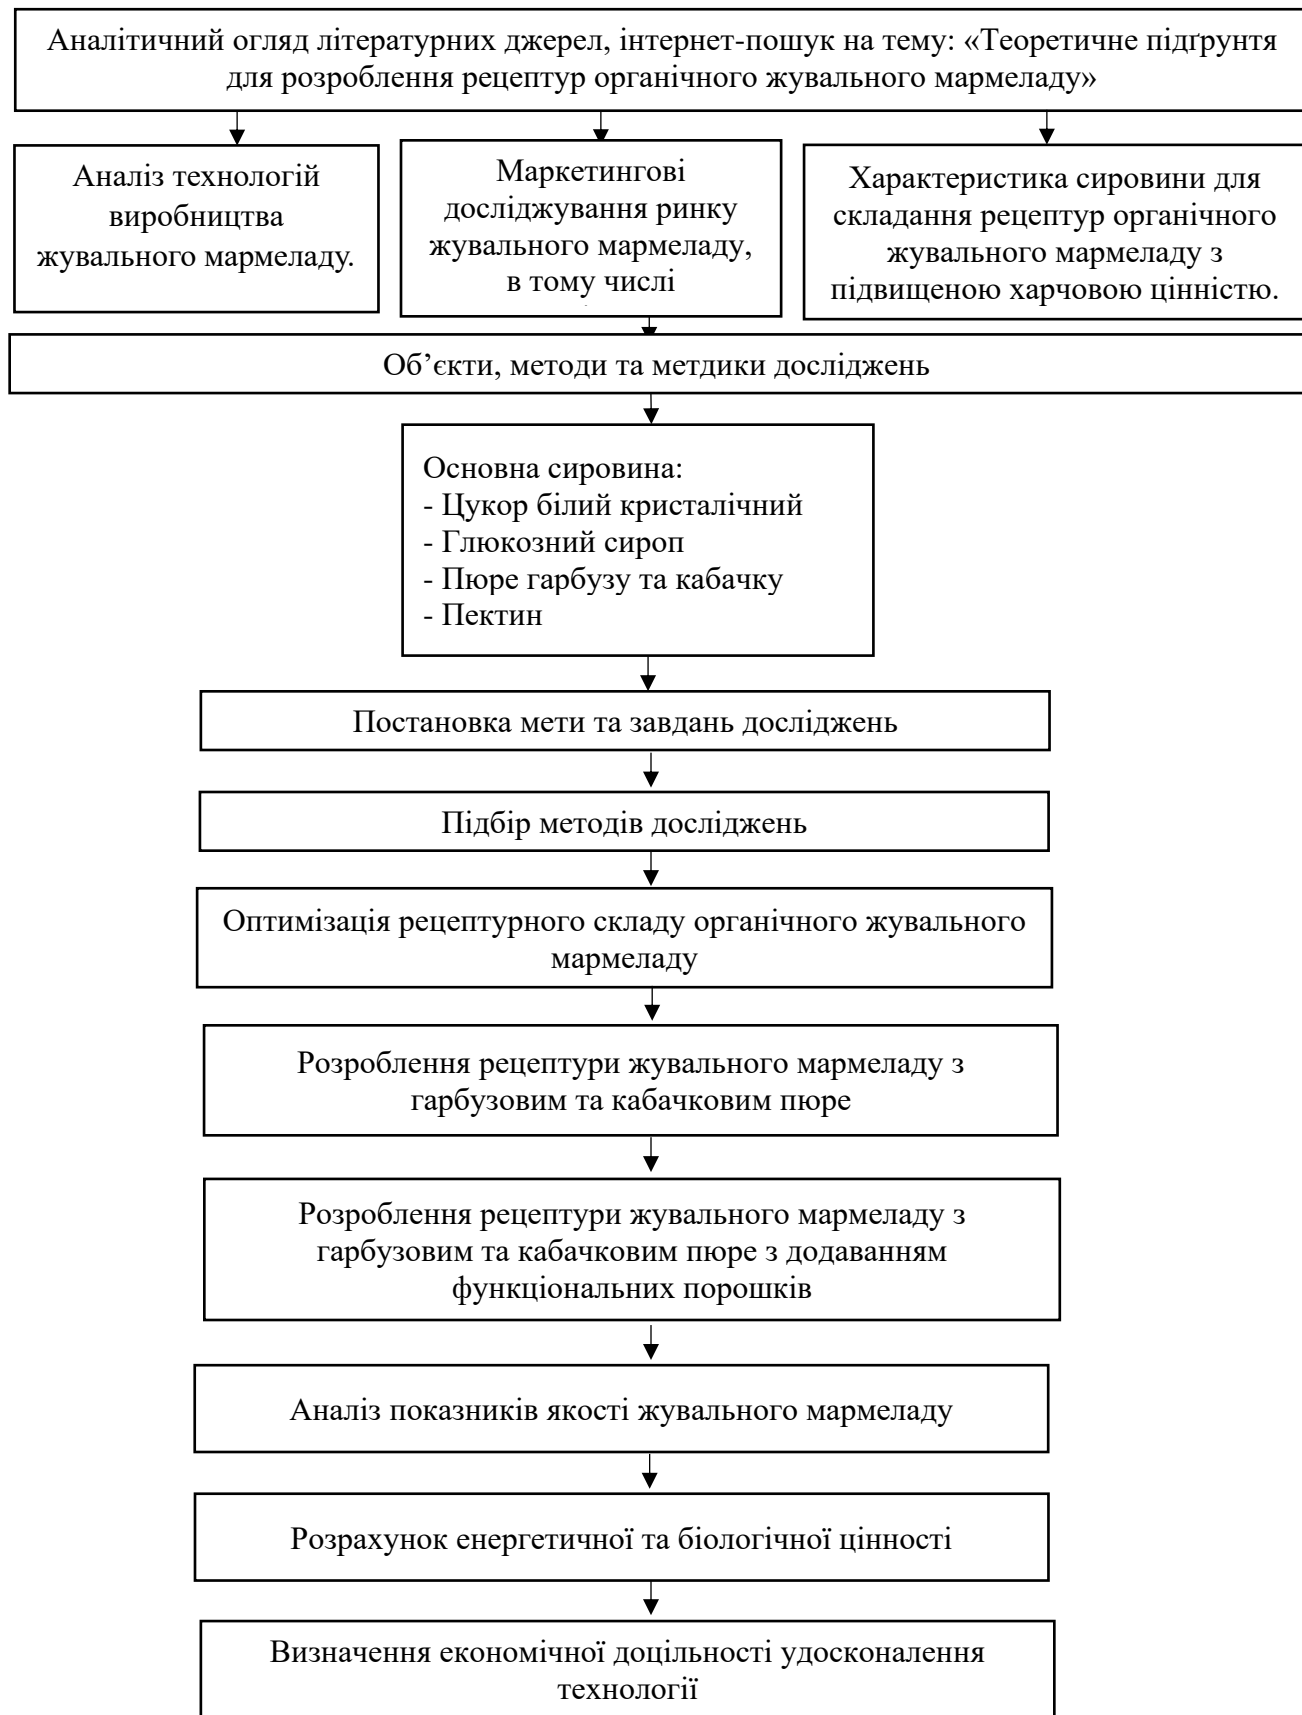 Аналітичний огляд літературних джерел, інтернет-пошук на тему: «Теоретичне підґрунтя
для розроблення рецептур органічного жувального мармеладу»
Аналіз технологій
виробництва
жувального мармеладу.
Маркетингові
досліджування ринку
жувального мармеладу,
в тому числі
Характеристика сировини для
складання рецептур органічного
жувального мармеладу з
підвищеною харчовою цінністю.
Об’єкти, методи та метдики досліджень
Основна сировина:
- Цукор білий кристалічний
- Глюкозний сироп
- Пюре гарбузу та кабачку
- Пектин
Постановка мети та завдань досліджень
Підбір методів досліджень
Оптимізація рецептурного складу органічного жувального
мармеладу
Розроблення рецептури жувального мармеладу з
гарбузовим та кабачковим пюре
Розроблення рецептури жувального мармеладу з
гарбузовим та кабачковим пюре з додаванням
функціональних порошків
Аналіз показників якості жувального мармеладу
Розрахунок енергетичної та біологічної цінності
Визначення економічної доцільності удосконалення
технології